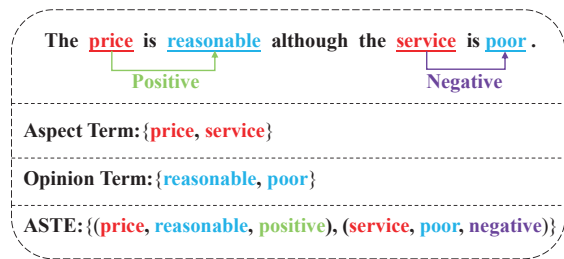 The price is reasonable although the service is poor .
Positive Negative
Aspect Term:{price, service}
Opinion Term:{reasonable, poor}
ASTE:{(price, reasonable, positive), (service, poor, negative)}